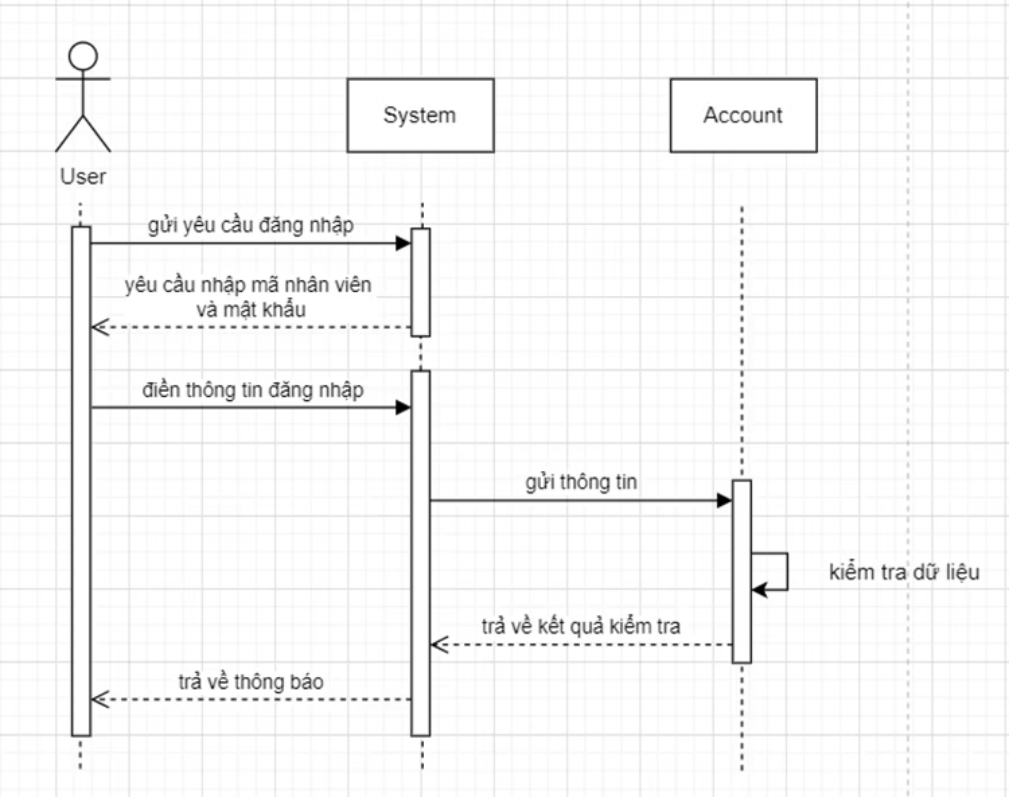 System
Account
User
gửi yêu cầu đăng nhập
yêu cầu nhập mã nhân viên
và mật khẩu
điền thông tin đăng nhập
gửi thông tin
kiểm tra dữ liệu
trả về kết quả kiểm tra
trả về thông báo